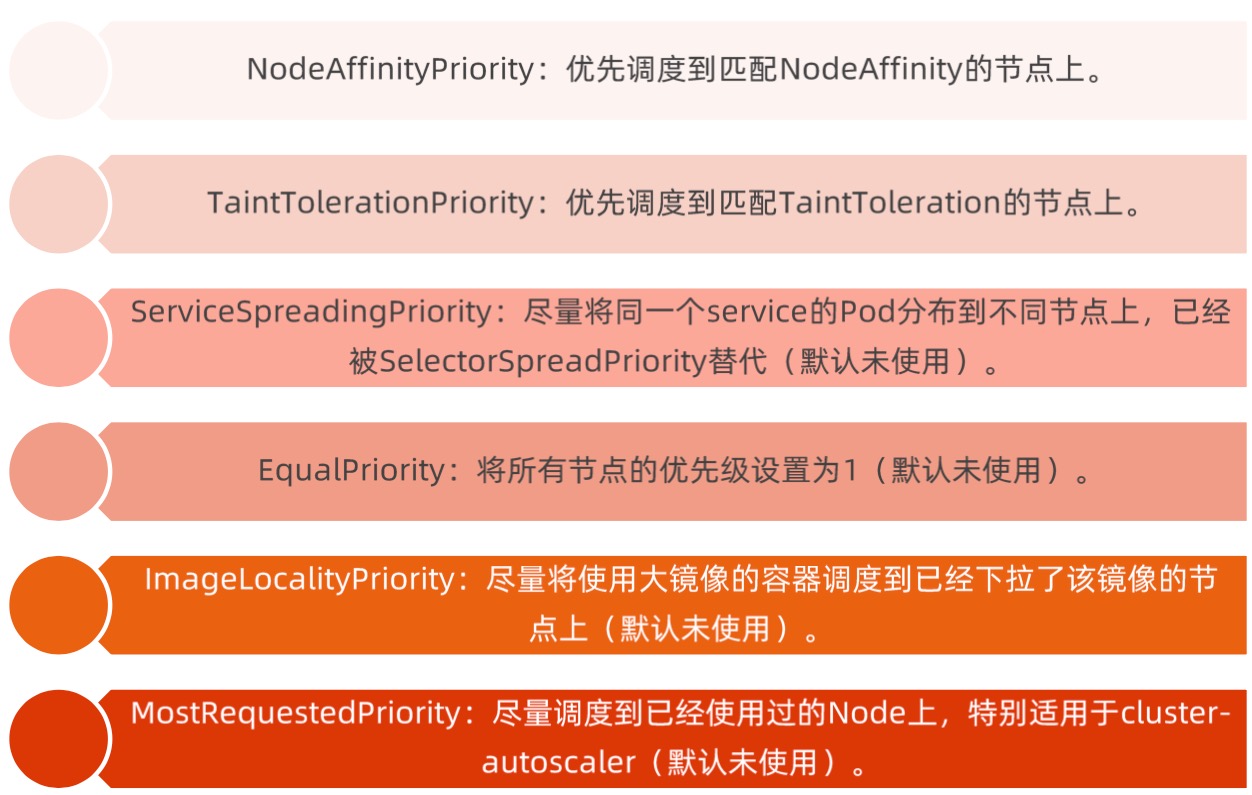 NodeAffinityPriority：优先调度到匹配NodeAffinity的节点上。
TaintTolerationPriority：优先调度到匹配TaintToleration的节点上。
ServiceSpreadingPriority：尽量将同一个service的Pod分布到不同节点上，已经
被SelectorSpreadPriority替代（默认未使用）。
EqualPriority：将所有节点的优先级设置为1（默认未使用）。
ImageLocalityPriority：尽量将使用大镜像的容器调度到已经下拉了该镜像的节
点上（默认未使用）。
MostRequestedPriority：尽量调度到已经使用过的Node上，特别适用于cluster-
autoscaler（默认未使用）。